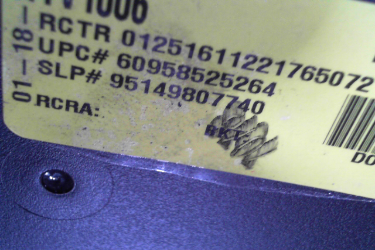 RCTR 01251611221765072
UPC# 60958525264
SLP# 95149807740
RCRA:
01-18-